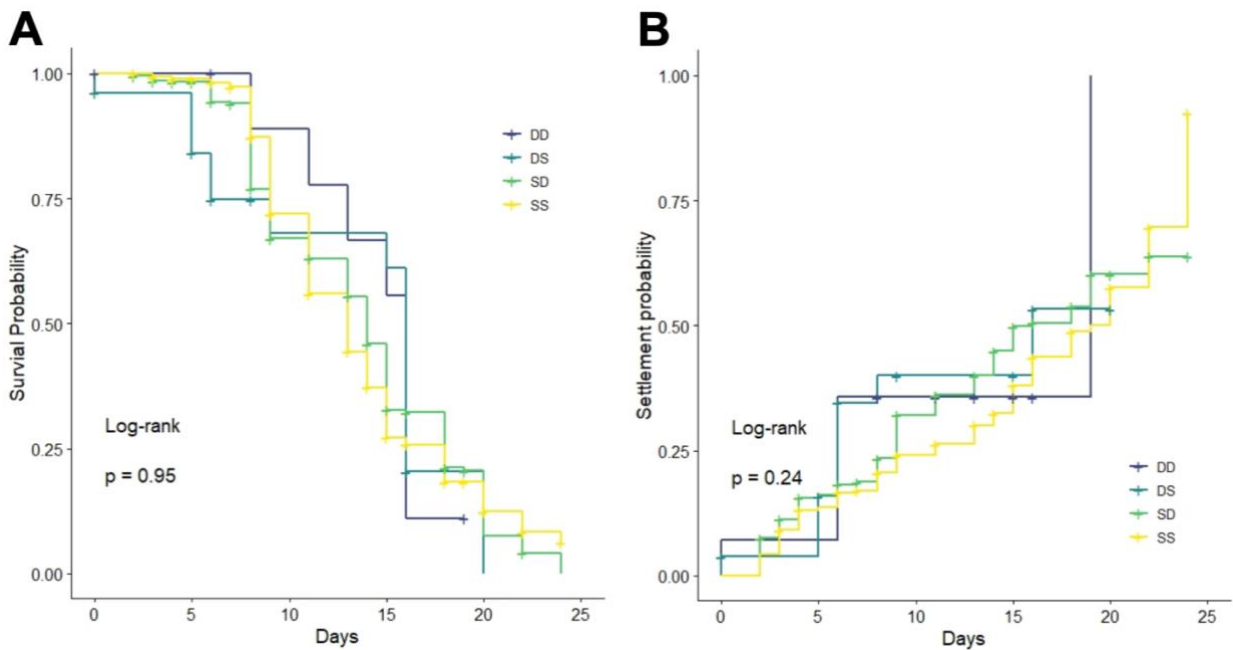 A
1.00
0.75
0.50
0.25
0.00
Survial Probability
DD
DS
SD
SS
Log-rank
p = 0.95
0
5
10
15
20
25
Days
B
1.00
0.75
0.50
0.25
0.00
Settlement probability
Log-rank
p = 0.24
DD
DS
SD
SS
0
5
10
15
20
25
Days